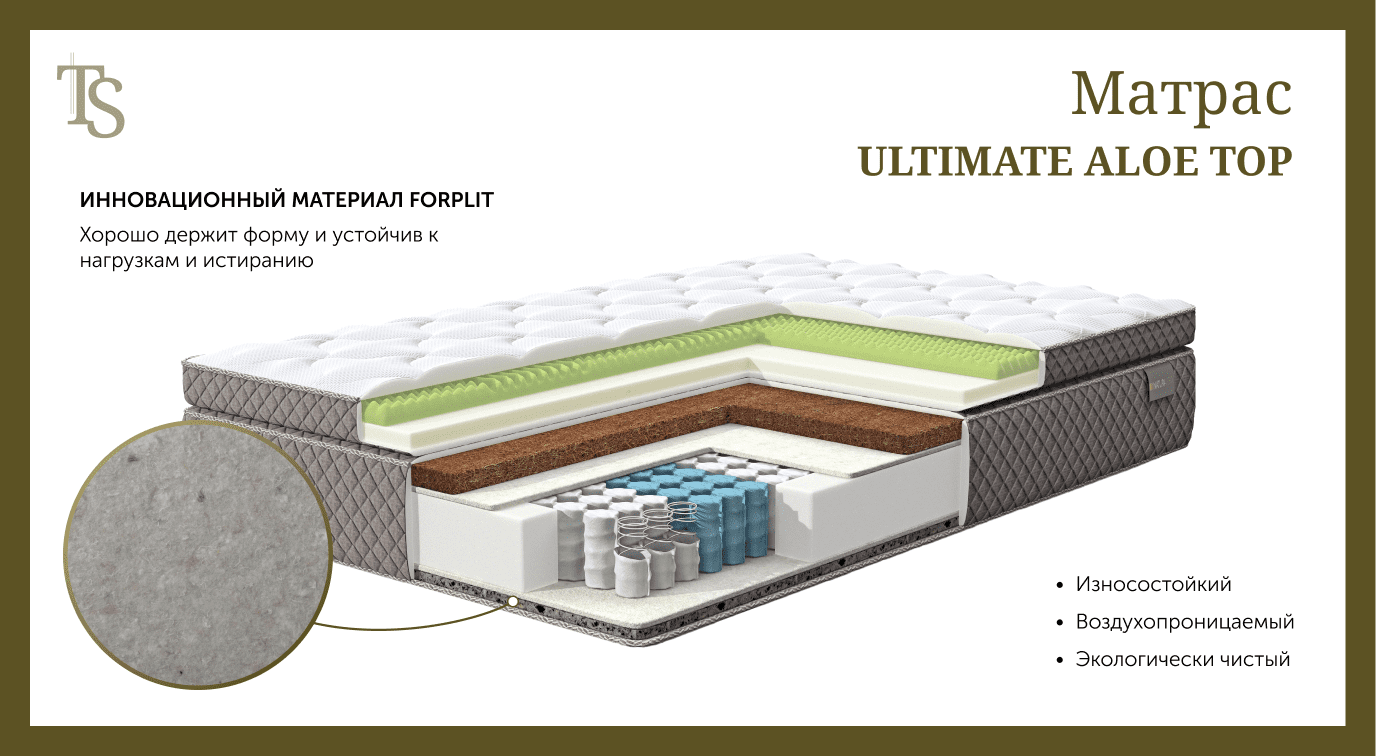 TS
Матрас
ULTIMATE ALOE TOP
ИННОВАЦИОННЫЙ МАТЕРИАЛ FORPLIT
Хорошо держит форму и устойчив к
нагрузкам и истиранию
• Износостойкий
• Воздухопроницаемый
• Экологически чистый